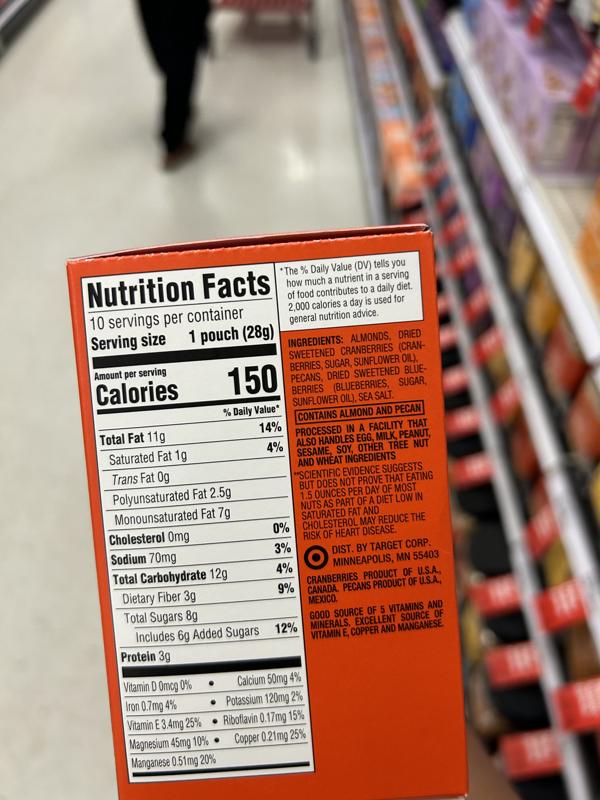 Nutrition Facts
10 servings per container
Serving size 1 pouch (28g)
Amount per serving
Calories 150
% Daily Value*
Total Fat 11g 14%
Saturated Fat 1g 4%
Trans Fat 0g
Polyunsaturated Fat 2.5g
Monounsaturated Fat 7g
Cholesterol 0mg 0%
Sodium 70mg 3%
Total Carbohydrate 12g 4%
Dietary Fiber 3g 9%
Total Sugars 8g
Includes 6g Added Sugars 12%
Protein 3g
Vitamin D 0mcg 0% • Calcium 50mg 4%
Iron 0.7mg 4% • Potassium 120mg 2%
Vitamin E 3.4mg 25% • Riboflavin 0.17mg 15%
Magnesium 45mg 10% • Copper 0.21mg 25%
Manganese 0.51mg 20%
*The % Daily Value (DV) tells you
how much a nutrient in a serving
of food contributes to a daily diet.
2,000 calories a day is used for
general nutrition advice.
INGREDIENTS: ALMONDS, DRIED
SWEETENED CRANBERRIES (CRAN-
BERRIES, SUGAR, SUNFLOWER OIL),
PECANS, DRIED SWEETENED BLUE-
BERRIES (BLUEBERRIES, SUGAR,
SUNFLOWER OIL), SEA SALT.
CONTAINS ALMOND AND PECAN
PROCESSED IN A FACILITY THAT
ALSO HANDLES EGG, MILK, PEANUT,
SESAME, SOY, OTHER TREE NUT
AND WHEAT INGREDIENTS
**SCIENTIFIC EVIDENCE SUGGESTS
BUT DOES NOT PROVE THAT EATING
1.5 OUNCES PER DAY OF MOST
NUTS AS PART OF A DIET LOW IN
SATURATED FAT AND
CHOLESTEROL MAY REDUCE THE
RISK OF HEART DISEASE.
DIST. BY TARGET CORP.
MINNEAPOLIS, MN 55403
CRANBERRIES PRODUCT OF U.S.A.,
CANADA. PECANS PRODUCT OF U.S.A.,
MEXICO.
GOOD SOURCE OF 5 VITAMINS AND
MINERALS. EXCELLENT SOURCE OF
VITAMIN E, COPPER AND MANGANESE.